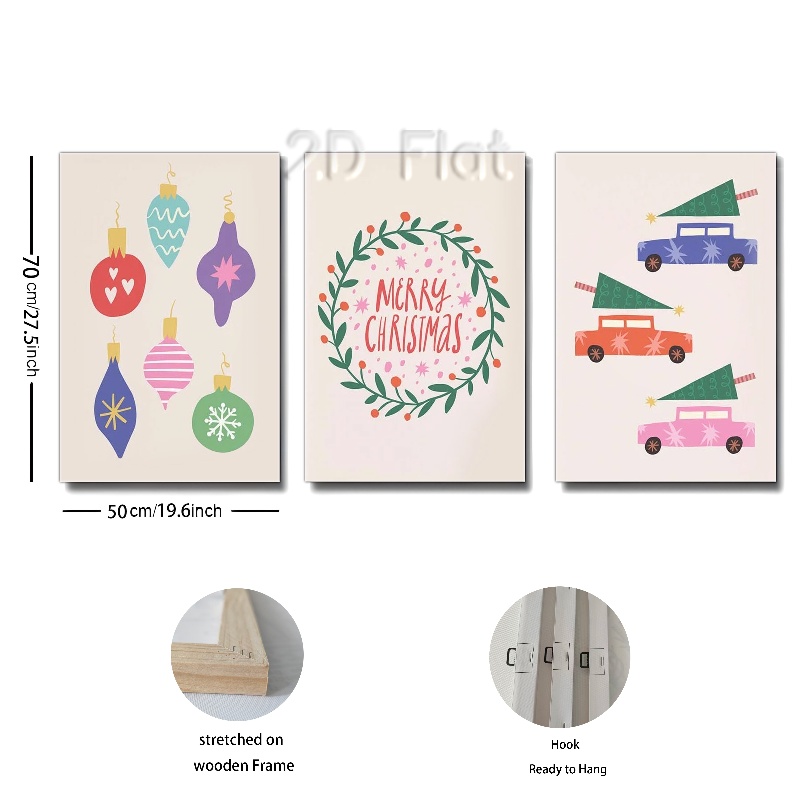 2.D Flat.
MERRY
CHRISTMAS
70 cm/27.5inch
50 cm/19.6inch
stretched on
wooden Frame
Hook
Ready to Hang